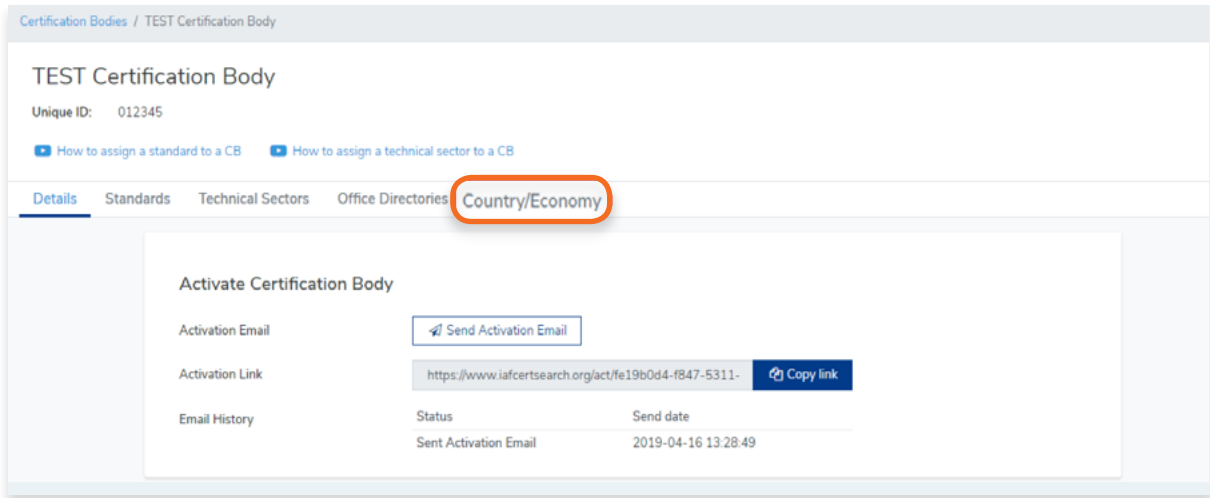 Certification Bodies / TEST Certification Body
TEST Certification Body
Unique ID: 012345
How to assign a standard to a CB How to assign a technical sector to a CB
Details Standards Technical Sectors Office Directories Country/Economy
Activate Certification Body
Activation Email Send Activation Email
Activation Link https://www.iafcertsearch.org/act/fe19b0d4-f847-5311- Copy link
Email History Status Send date
Sent Activation Email 2019-04-16 13:28:49